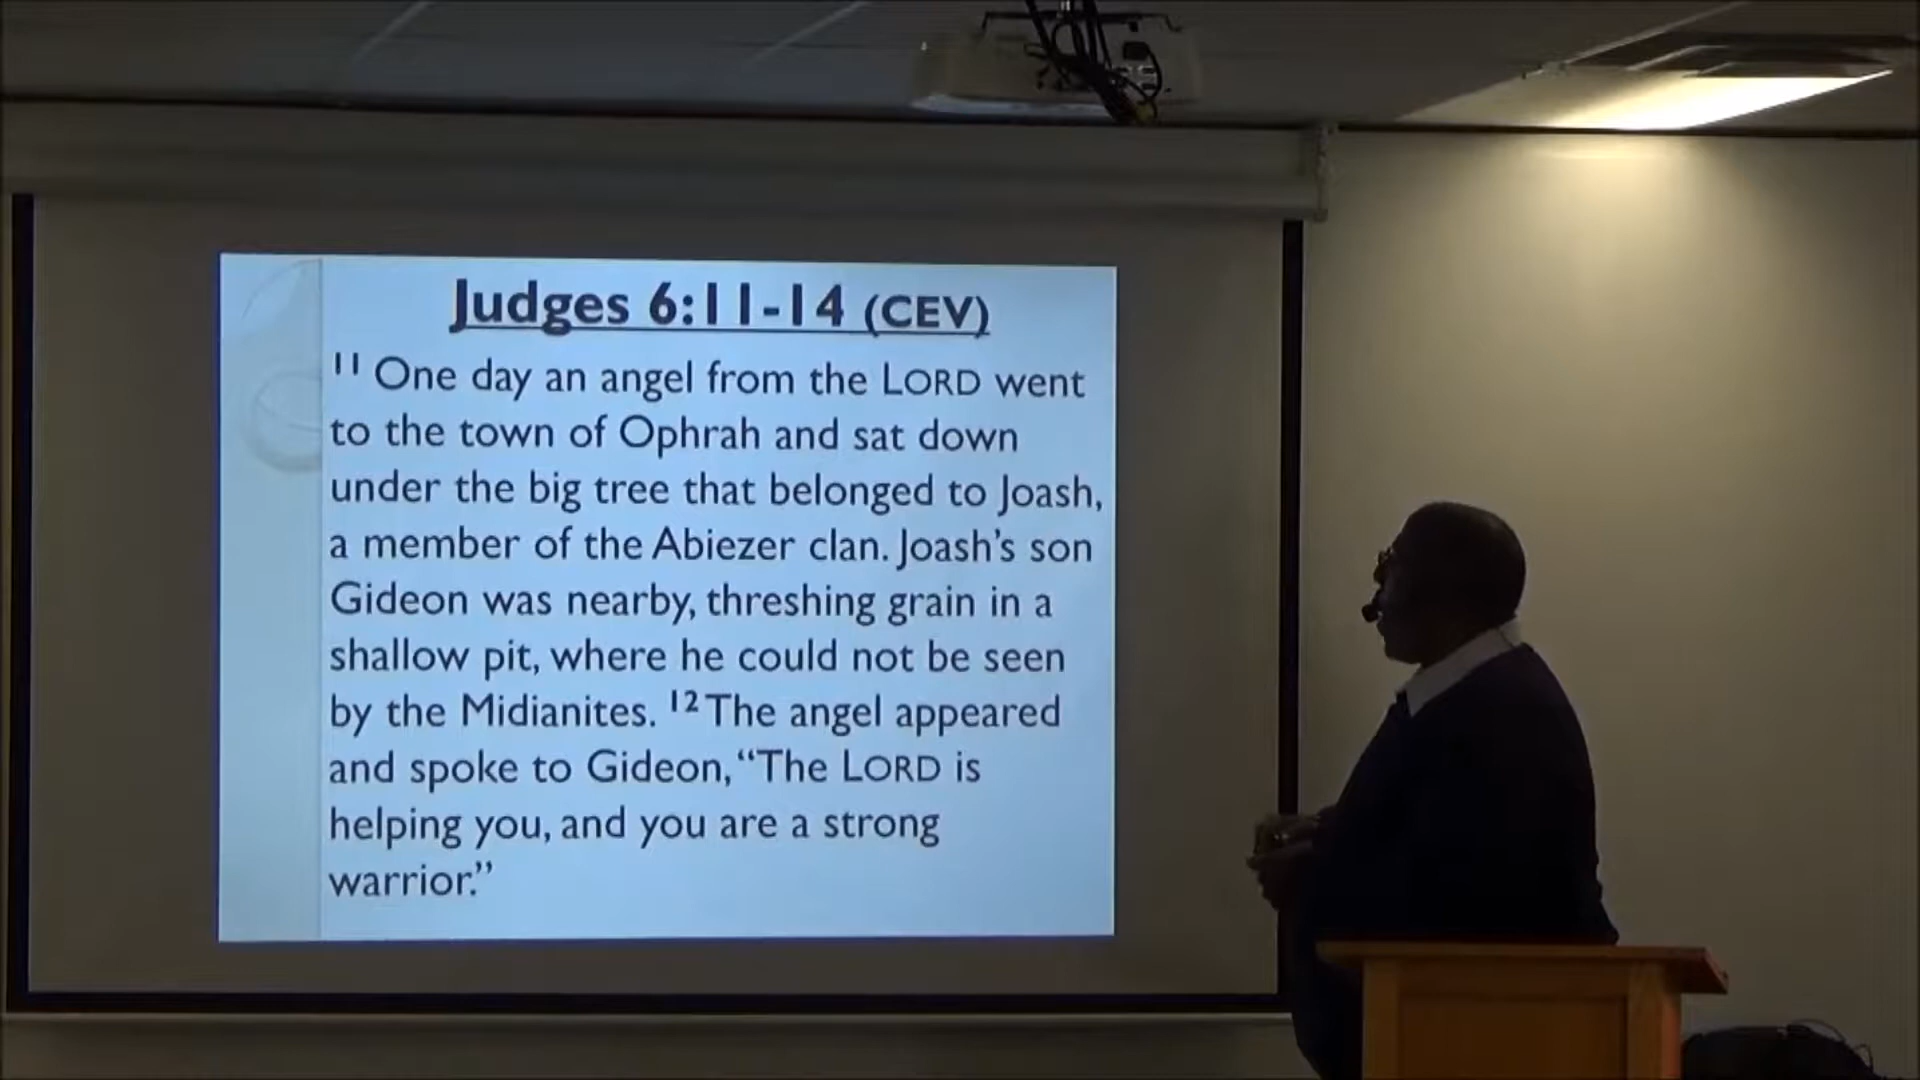 Judges 6:11-14 (CEV)
11 One day an angel from the LORD went
to the town of Ophrah and sat down
under the big tree that belonged to Joash,
a member of the Abiezer clan. Joash’s son
Gideon was nearby, threshing grain in a
shallow pit, where he could not be seen
by the Midianites. 12 The angel appeared
and spoke to Gideon, “The LORD is
helping you, and you are a strong
warrior.”